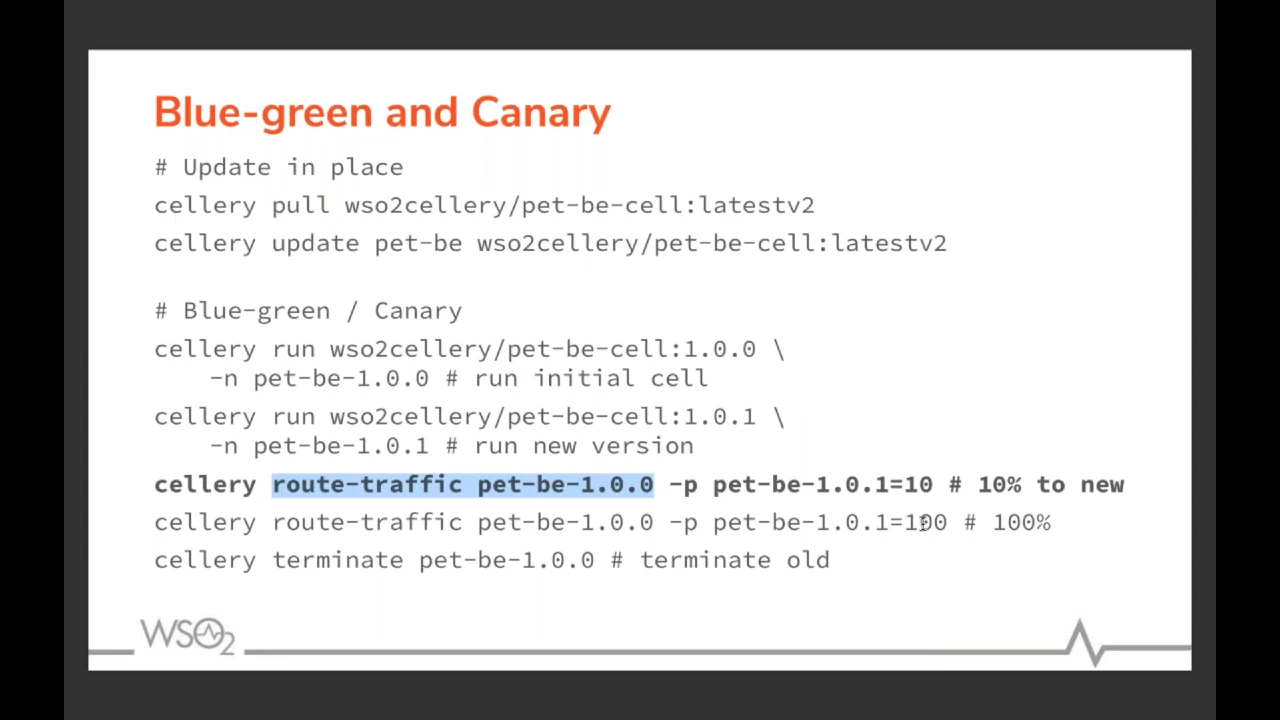 Blue-green and Canary
# Update in place
cellery pull wso2cellery/pet-be-cell:latestv2
cellery update pet-be wso2cellery/pet-be-cell:latestv2
# Blue-green / Canary
cellery run wso2cellery/pet-be-cell:1.0.0 \
-n pet-be-1.0.0 # run initial cell
cellery run wso2cellery/pet-be-cell:1.0.1 \
-n pet-be-1.0.1 # run new version
cellery route-traffic pet-be-1.0.0 -p pet-be-1.0.1=10 # 10% to new
cellery route-traffic pet-be-1.0.0 -p pet-be-1.0.1=100 # 100%
cellery terminate pet-be-1.0.0 # terminate old
WSO2